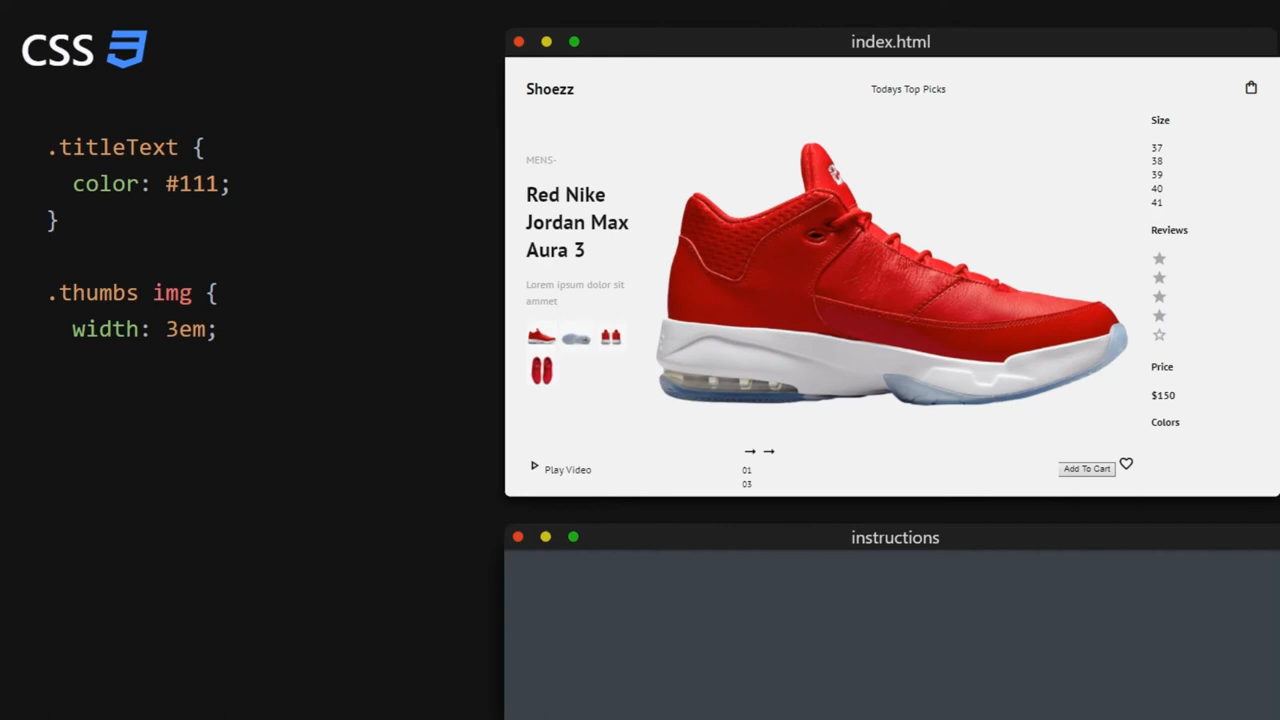 CSS
.titleText {
color: #111;
}
.thumbs img {
width: 3em;
index.html
Shoezz
Todays Top Picks
MENS-
Red Nike
Jordan Max
Aura 3
Lorem ipsum dolor sit
ammet
Play Video
01
03
Add To Cart
Size
37
38
39
40
41
Reviews
Price
$150
Colors
instructions